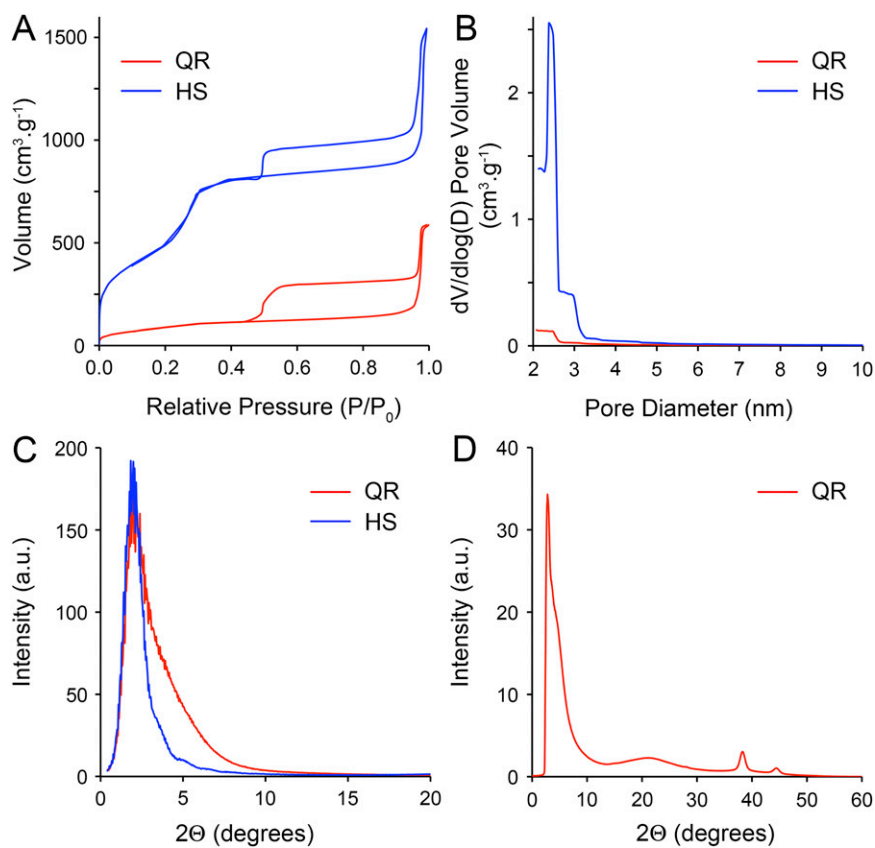 A
QR
HS
Volume (cm³.g⁻¹)
1500
1000
500
0
0.0 0.2 0.4 0.6 0.8 1.0
Relative Pressure (P/P₀)
B
QR
HS
dV/dlog(D) Pore Volume
(cm³.g⁻¹)
2
1
0
2 3 4 5 6 7 8 9 10
Pore Diameter (nm)
C
QR
HS
Intensity (a.u.)
200
150
100
50
0
0 5 10 15 20
2Θ (degrees)
D
QR
Intensity (a.u.)
40
30
20
10
0
0 10 20 30 40 50 60
2Θ (degrees)